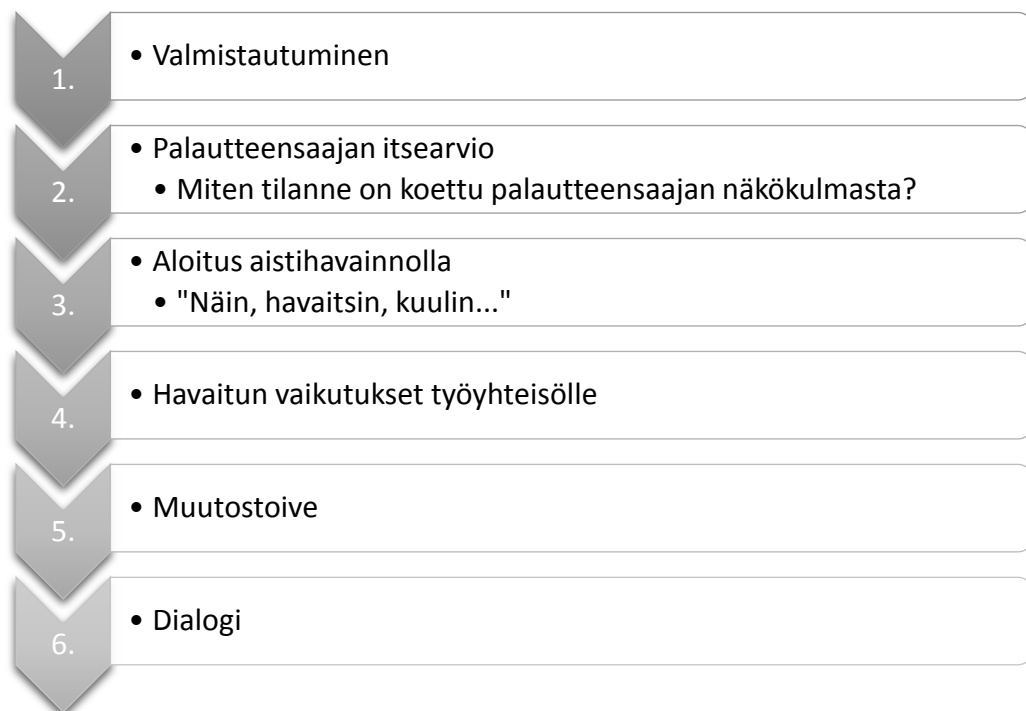 1.
• Valmistautuminen
2.
• Palautteensaajan itsearvio
• Miten tilanne on koettu palautteensaajan näkökulmasta?
3.
• Aloitus aistihavainnolla
• "Näin, havaitsin, kuulin..."
4.
• Havaitun vaikutukset työyhteisölle
5.
• Muutostoive
6.
• Dialogi